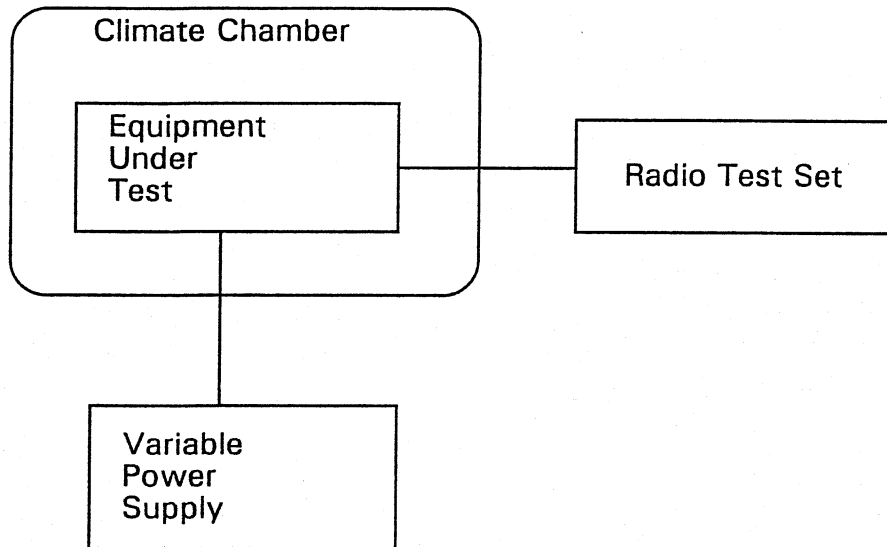 Climate Chamber
Equipment
Under
Test
Radio Test Set
Variable
Power
Supply